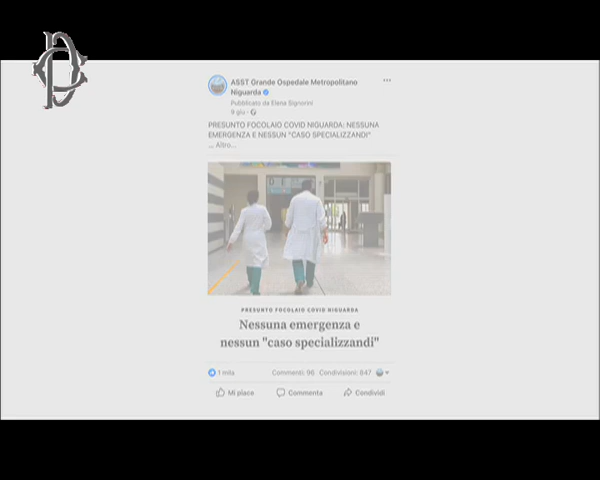 ASST Grande Ospedale Metropolitano
Niguarda
Pubblicato da Elena Signorini
9 giu ·
PRESUNTO FOCOLAIO COVID NIGUARDA: NESSUNA
EMERGENZA E NESSUN "CASO SPECIALIZZANDI"
... Altro...
PRESUNTO FOCOLAIO COVID NIGUARDA
Nessuna emergenza e
nessun "caso specializzandi"
1 mila Commenti: 96 Condivisioni: 847
Mi piace Commenta Condividi